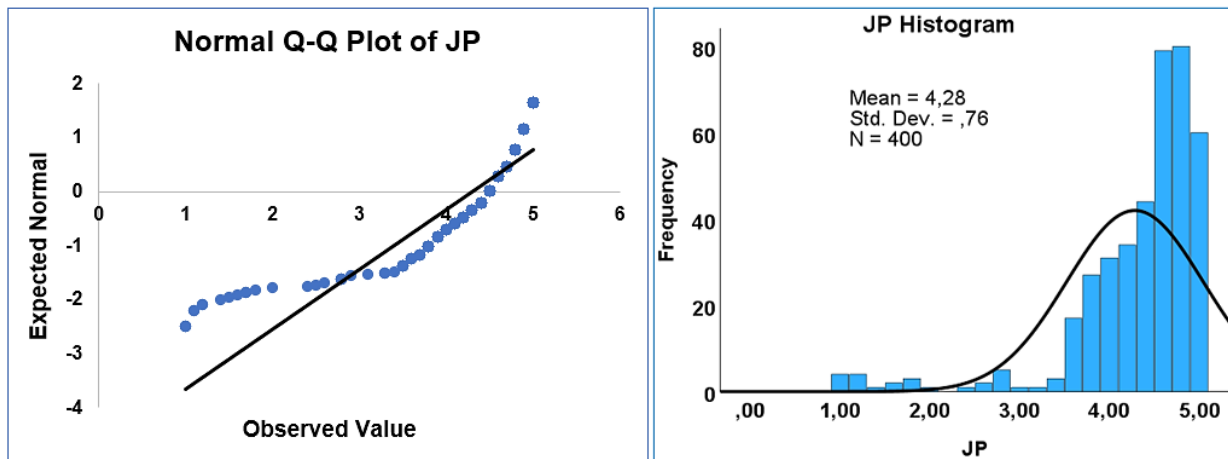 Normal Q-Q Plot of JP
2
1
0
-1
-2
-3
-4
0 1 2 3 4 5 6
Expected Normal
Observed Value
JP Histogram
Mean = 4,28
Std. Dev. = ,76
N = 400
80
60
40
20
0
Frequency
,00 1,00 2,00 3,00 4,00 5,00
JP